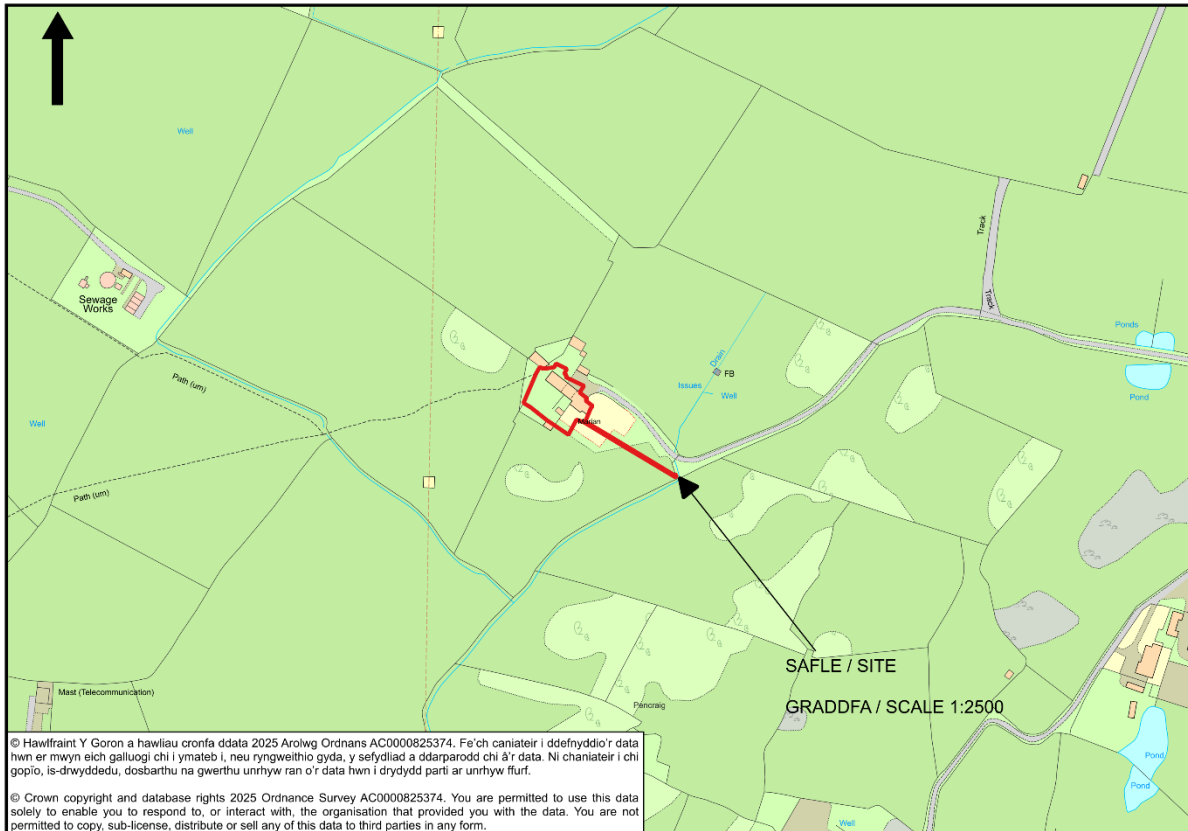 Well
Track
Sewage
Works
Track
Ponds
Drain
FB
Issues
Well
Pond
Path (um)
Well
Marian
Path (um)
SAFLE / SITE
Mast (Telecommunication)
Pencraig
GRADDFA / SCALE 1:2500
Pond
© Hawlfraint Y Goron a hawliau cronfa ddata 2025 Arolwg Ordnans AC0000825374. Fe'ch caniateir i ddefnyddio'r data
hwn er mwyn eich galluogi chi i ymateb i, neu ryngweithio gyda, y sefydliad a ddarparodd chi â'r data. Ni chaniateir i chi
gopïo, is-drwyddedu, dosbarthu na gwerthu unrhyw ran o'r data hwn i drydydd parti ar unrhyw ffurf.
© Crown copyright and database rights 2025 Ordnance Survey AC0000825374. You are permitted to use this data
solely to enable you to respond to, or interact with, the organisation that provided you with the data. You are not
permitted to copy, sub-license, distribute or sell any of this data to third parties in any form.
Well
Pond